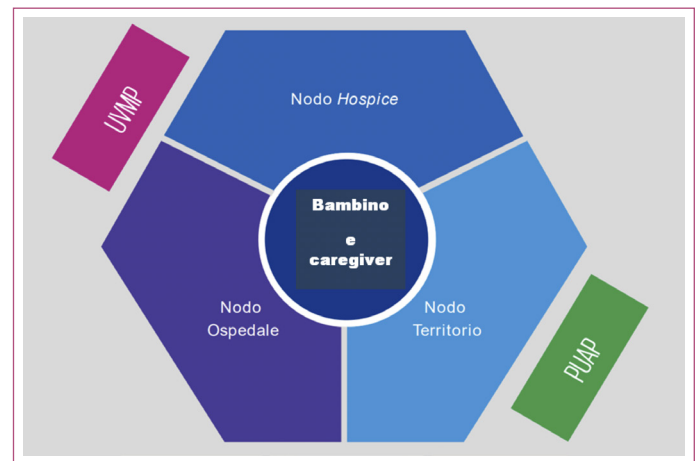 UVMP
Nodo Hospice
Bambino
e
caregiver
Nodo
Ospedale
Nodo
Territorio
PUAP